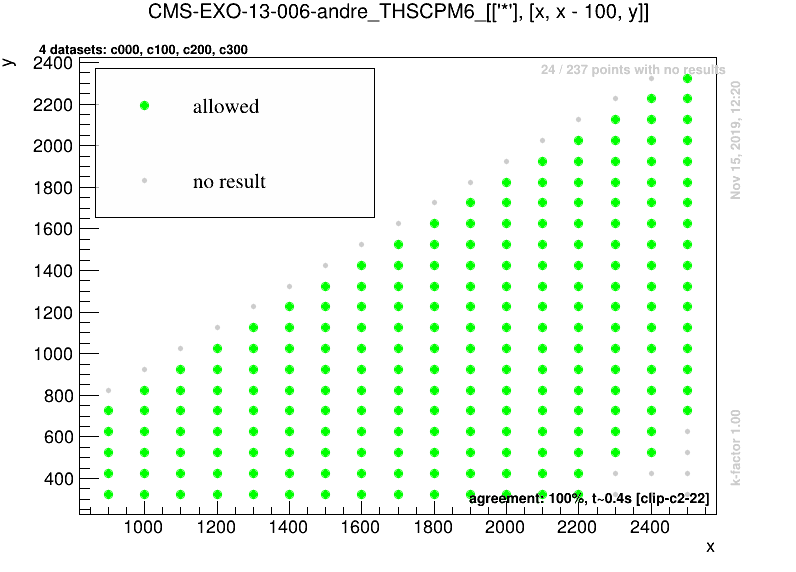 CMS-EXO-13-006-andre_THSCPM6_[['*'], [x, x - 100, y]]
4 datasets: c000, c100, c200, c300
y
24 / 237 points with no results
Nov 15, 2019, 12:20
allowed
no result
2400
2200
2000
1800
1600
1400
1200
1000
800
600
400
k-factor 1.00
agreement: 100%, t~0.4s [clip-c2-22]
1000 1200 1400 1600 1800 2000 2200 2400
x